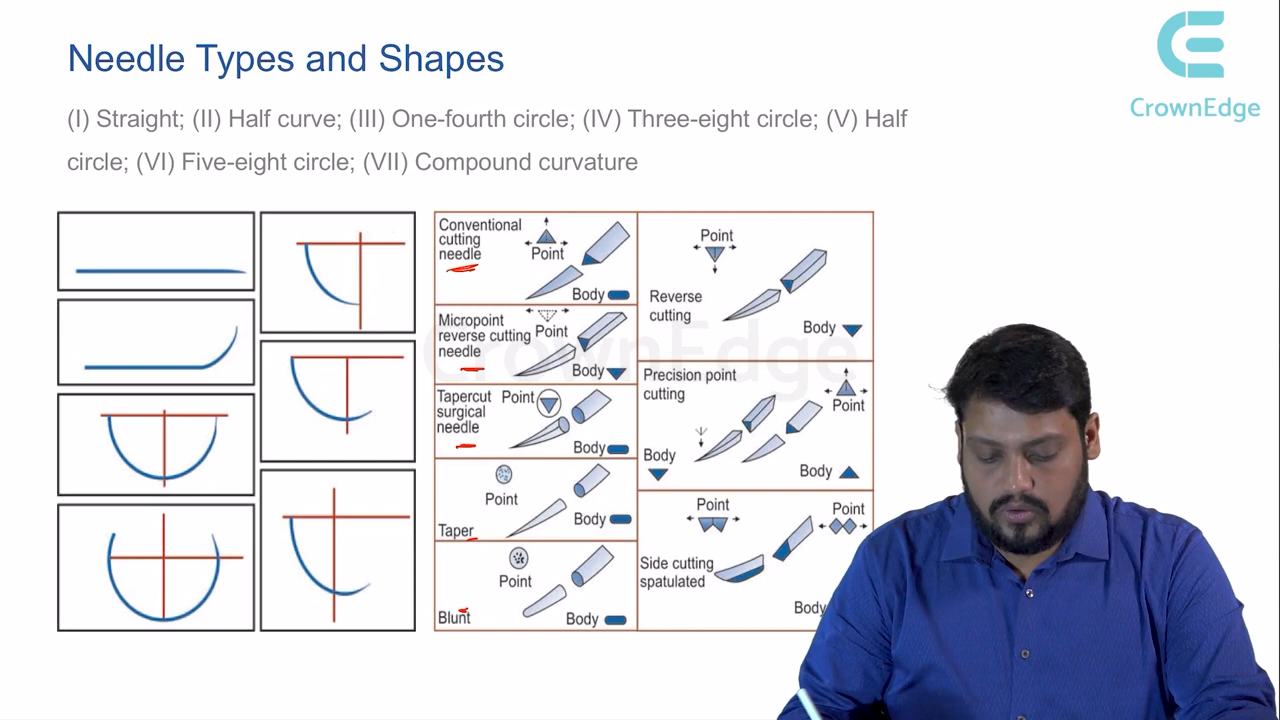 Needle Types and Shapes
CrownEdge
(I) Straight; (II) Half curve; (III) One-fourth circle; (IV) Three-eight circle; (V) Half
circle; (VI) Five-eight circle; (VII) Compound curvature
Conventional
cutting
needle
Point
Body
Micropoint
reverse cutting
needle
Point
Body
Tapercut
surgical
needle
Point
Body
Point
Taper
Body
Point
Blunt
Body
Point
Reverse
cutting
Body
Precision point
cutting
Point
Body
Body
Point
Point
Side cutting
spatulated
Body
CrownEdge